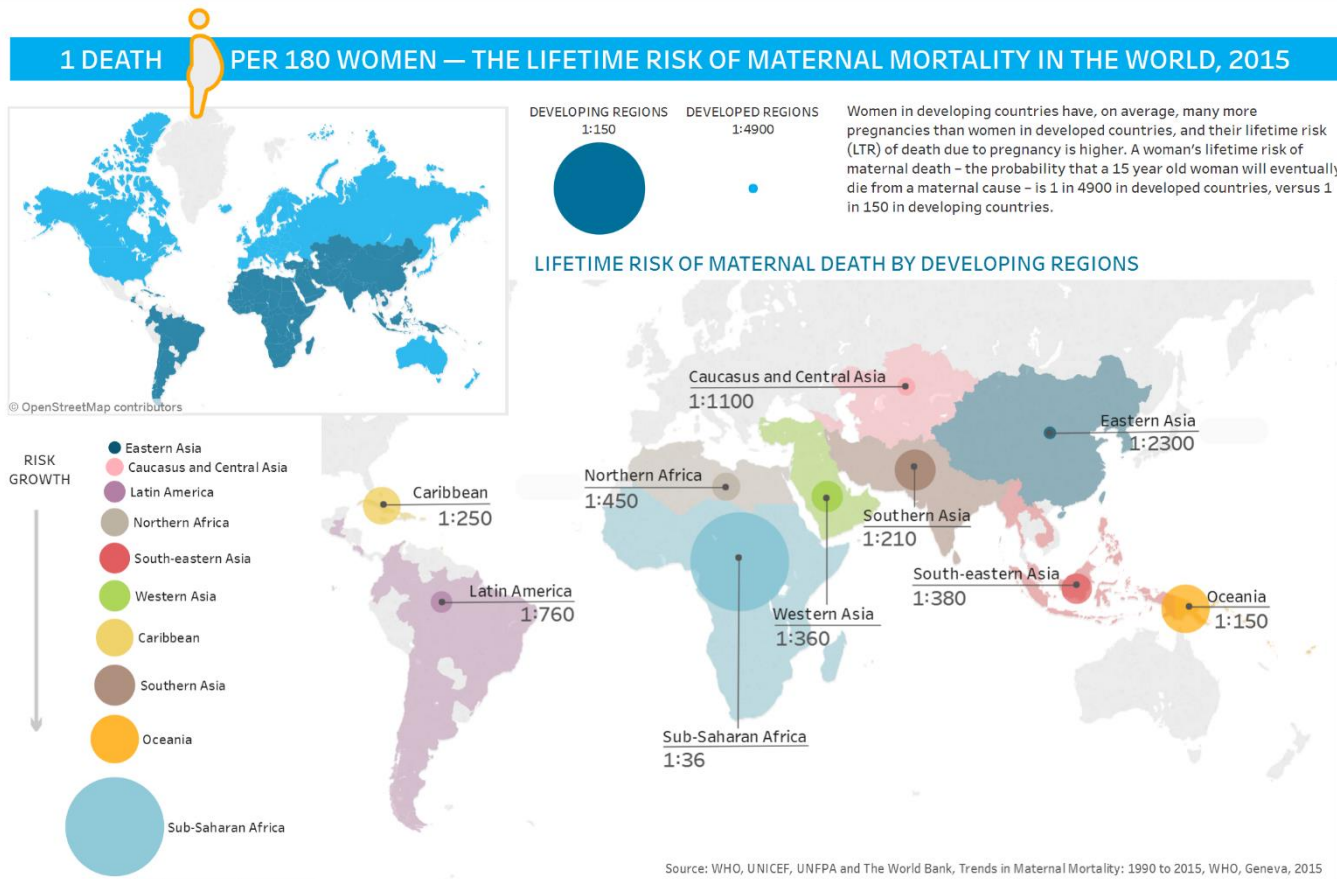 1 DEATH PER 180 WOMEN — THE LIFETIME RISK OF MATERNAL MORTALITY IN THE WORLD, 2015
© OpenStreetMap contributors
DEVELOPING REGIONS
1:150
DEVELOPED REGIONS
1:4900
Women in developing countries have, on average, many more
pregnancies than women in developed countries, and their lifetime risk
(LTR) of death due to pregnancy is higher. A woman's lifetime risk of
maternal death – the probability that a 15 year old woman will eventually
die from a maternal cause – is 1 in 4900 in developed countries, versus 1
in 150 in developing countries.
LIFETIME RISK OF MATERNAL DEATH BY DEVELOPING REGIONS
RISK
GROWTH
Eastern Asia
Caucasus and Central Asia
Latin America
Northern Africa
South-eastern Asia
Western Asia
Caribbean
Southern Asia
Oceania
Sub-Saharan Africa
Caucasus and Central Asia
1:1100
Eastern Asia
1:2300
Northern Africa
1:450
Caribbean
1:250
Southern Asia
1:210
South-eastern Asia
1:380
Latin America
1:760
Western Asia
1:360
Oceania
1:150
Sub-Saharan Africa
1:36
Source: WHO, UNICEF, UNFPA and The World Bank, Trends in Maternal Mortality: 1990 to 2015, WHO, Geneva, 2015